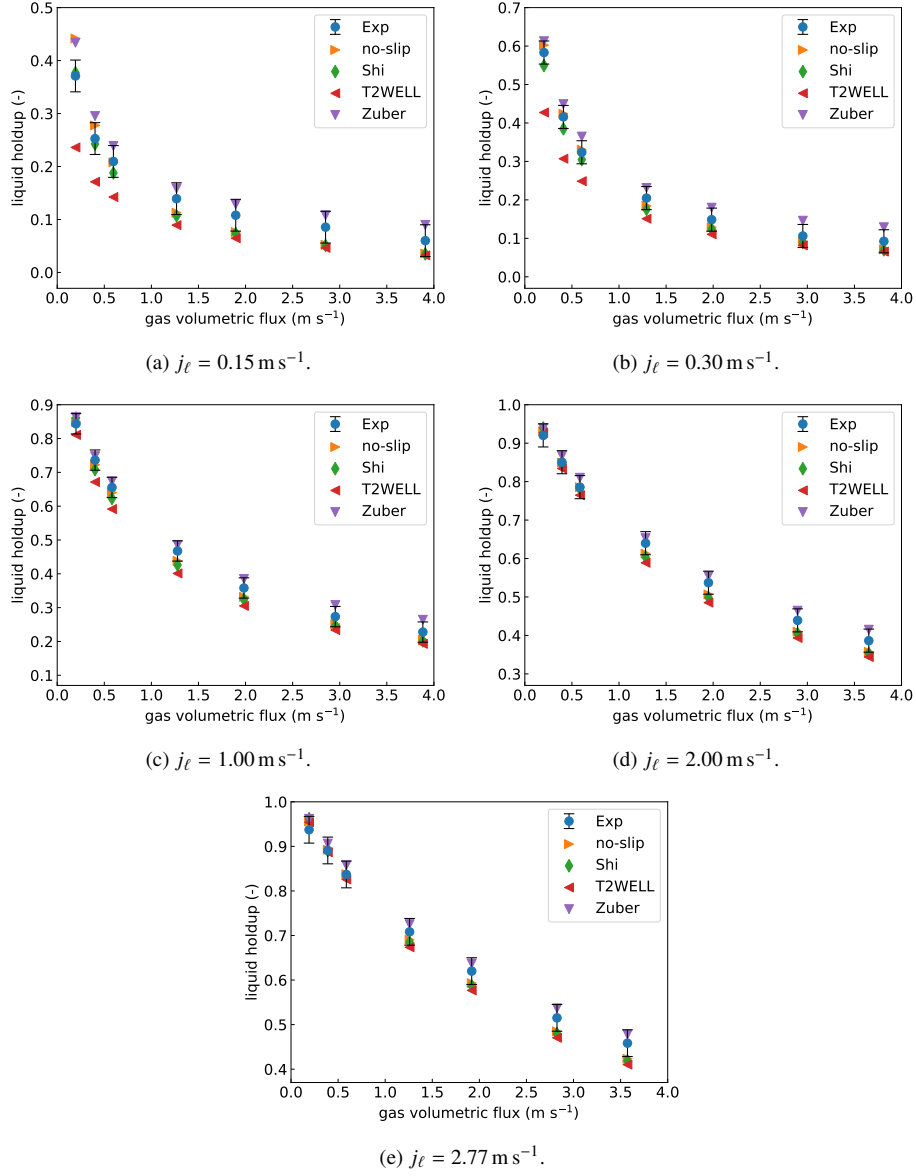 0.5
0.4
0.3
0.2
0.1
0.0
liquid holdup (-)
Exp
no-slip
Shi
T2WELL
Zuber
0.0 0.5 1.0 1.5 2.0 2.5 3.0 3.5 4.0
gas volumetric flux (m s⁻¹)
(a) jℓ = 0.15 m s⁻¹.
0.7
0.6
0.5
0.4
0.3
0.2
0.1
0.0
liquid holdup (-)
Exp
no-slip
Shi
T2WELL
Zuber
0.0 0.5 1.0 1.5 2.0 2.5 3.0 3.5 4.0
gas volumetric flux (m s⁻¹)
(b) jℓ = 0.30 m s⁻¹.
0.9
0.8
0.7
0.6
0.5
0.4
0.3
0.2
0.1
liquid holdup (-)
Exp
no-slip
Shi
T2WELL
Zuber
0.0 0.5 1.0 1.5 2.0 2.5 3.0 3.5 4.0
gas volumetric flux (m s⁻¹)
(c) jℓ = 1.00 m s⁻¹.
1.0
0.9
0.8
0.7
0.6
0.5
0.4
0.3
liquid holdup (-)
Exp
no-slip
Shi
T2WELL
Zuber
0.0 0.5 1.0 1.5 2.0 2.5 3.0 3.5 4.0
gas volumetric flux (m s⁻¹)
(d) jℓ = 2.00 m s⁻¹.
1.0
0.9
0.8
0.7
0.6
0.5
0.4
liquid holdup (-)
Exp
no-slip
Shi
T2WELL
Zuber
0.0 0.5 1.0 1.5 2.0 2.5 3.0 3.5 4.0
gas volumetric flux (m s⁻¹)
(e) jℓ = 2.77 m s⁻¹.